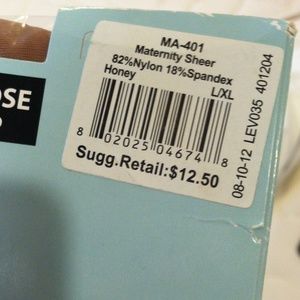 MA-401
Maternity Sheer
82%Nylon 18%Spandex
Honey L/XL
8 02025 04674 8
Sugg.Retail:$12.50
08-10-12 LEV035 401204
OSE